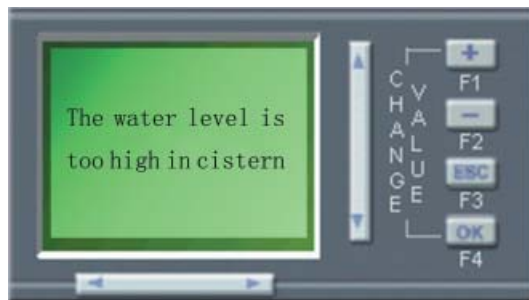 The water level is
too high in cistern
CHANGE
VALUE
+
F1
-
F2
ESC
F3
OK
F4